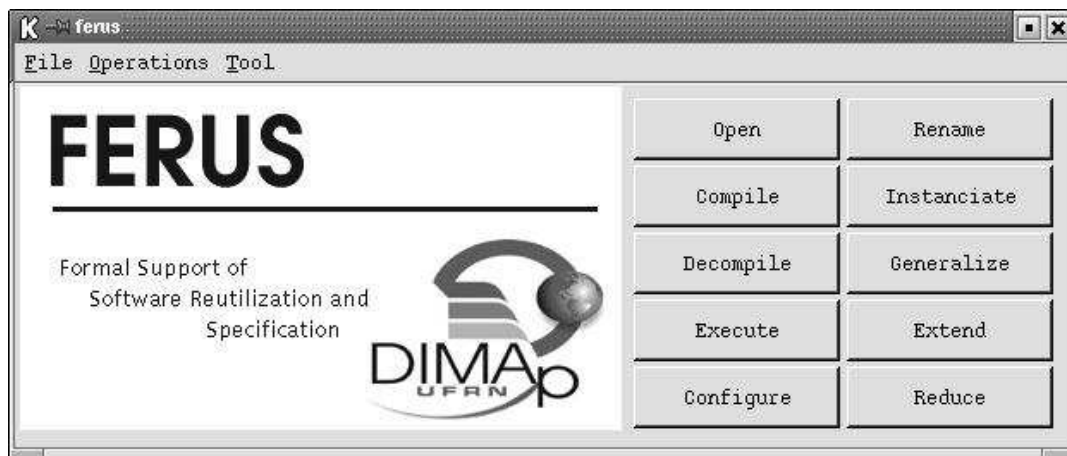 K ferus
File Operations Tool
FERUS
Formal Support of
Software Reutilization and
Specification
DIMAp
UFRN
Open Rename
Compile Instanciate
Decompile Generalize
Execute Extend
Configure Reduce